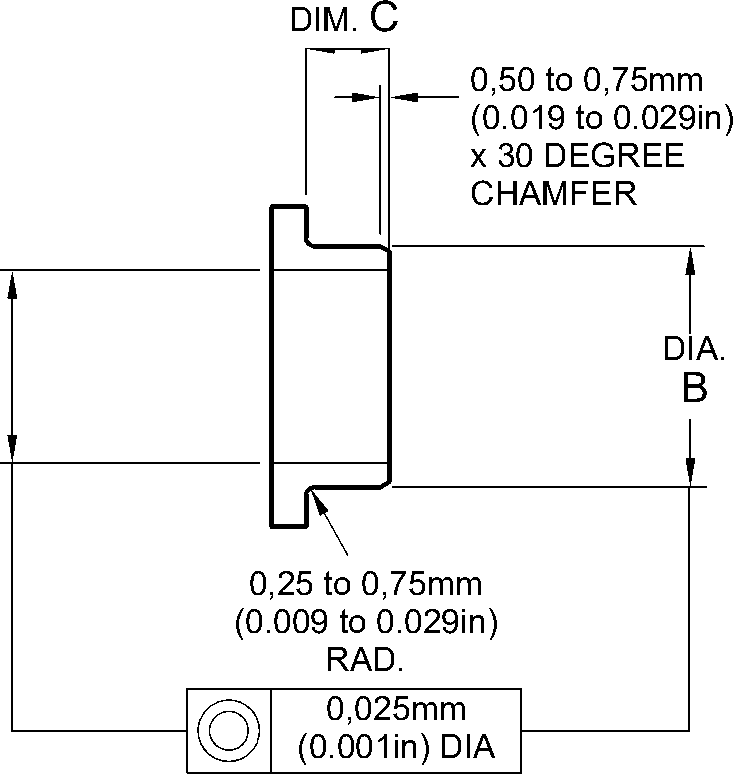 DIM. C
0,50 to 0,75mm
(0.019 to 0.029in)
x 30 DEGREE
CHAMFER
DIA.
B
0,25 to 0,75mm
(0.009 to 0.029in)
RAD.
0,025mm
(0.001in) DIA